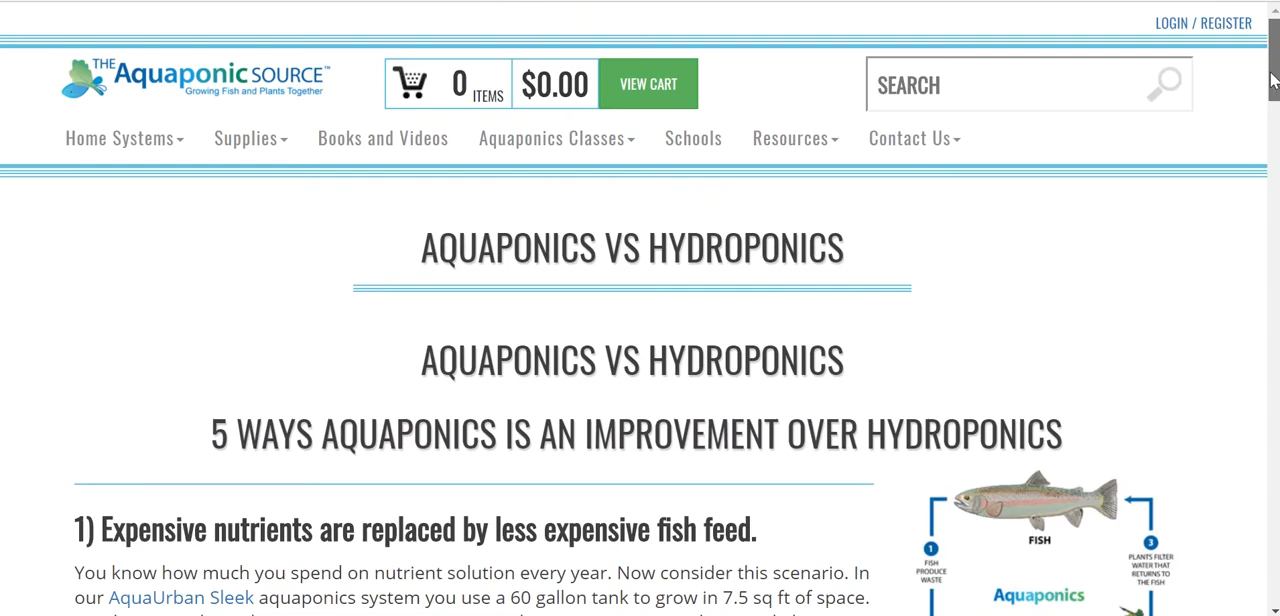 LOGIN / REGISTER
THE Aquaponic SOURCE™
Growing Fish and Plants Together
0 ITEMS $0.00 VIEW CART
SEARCH
Home Systems Supplies Books and Videos Aquaponics Classes Schools Resources Contact Us
AQUAPONICS VS HYDROPONICS
AQUAPONICS VS HYDROPONICS
5 WAYS AQUAPONICS IS AN IMPROVEMENT OVER HYDROPONICS
1) Expensive nutrients are replaced by less expensive fish feed.
You know how much you spend on nutrient solution every year. Now consider this scenario. In
our AquaUrban Sleek aquaponics system you use a 60 gallon tank to grow in 7.5 sq ft of space.
FISH
1
FISH
PRODUCE
WASTE
3
PLANTS FILTER
WATER THAT
RETURNS TO
THE FISH
Aquaponics